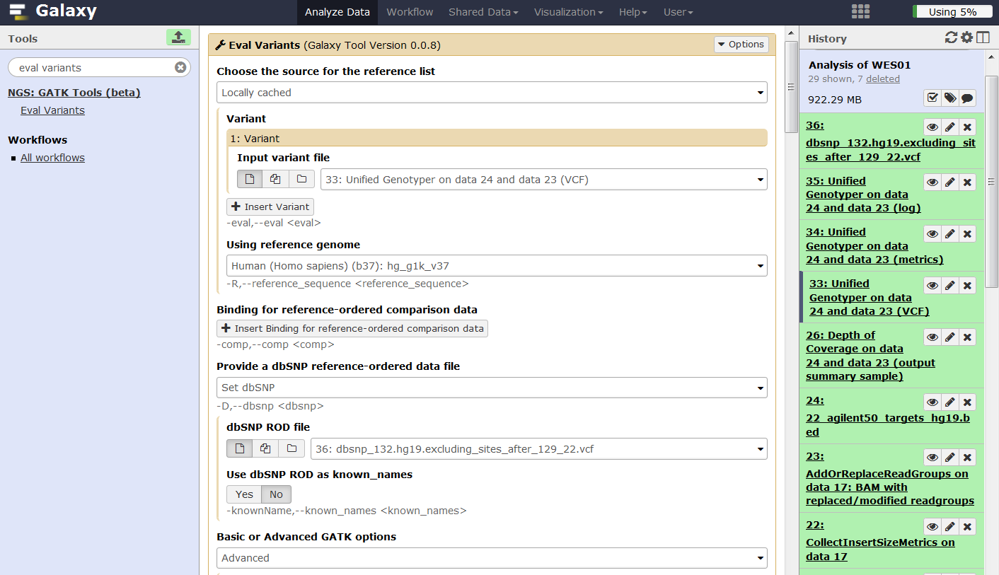 Galaxy
Analyze Data
Workflow
Shared Data
Visualization
Help
User
Using 5%
Tools
eval variants
NGS: GATK Tools (beta)
Eval Variants
Workflows
All workflows
Eval Variants (Galaxy Tool Version 0.0.8)
Options
Choose the source for the reference list
Locally cached
Variant
1: Variant
Input variant file
33: Unified Genotyper on data 24 and data 23 (VCF)
Insert Variant
-eval,--eval <eval>
Using reference genome
Human (Homo sapiens) (b37): hg_g1k_v37
-R,--reference_sequence <reference_sequence>
Binding for reference-ordered comparison data
Insert Binding for reference-ordered comparison data
-comp,--comp <comp>
Provide a dbSNP reference-ordered data file
Set dbSNP
-D,--dbsnp <dbsnp>
dbSNP ROD file
36: dbsnp_132.hg19.excluding_sites_after_129_22.vcf
Use dbSNP ROD as known_names
Yes
No
-knownName,--known_names <known_names>
Basic or Advanced GATK options
Advanced
History
Analysis of WES01
29 shown, 7 deleted
922.29 MB
36:
dbsnp_132.hg19.excluding_sit
es_after_129_22.vcf
35: Unified
Genotyper on data
24 and data 23 (log)
34: Unified
Genotyper on data
24 and data 23 (metrics)
33: Unified
Genotyper on data
24 and data 23 (VCF)
26: Depth of
Coverage on data
24 and data 23 (output
summary sample)
24:
22_agilent50_targets_hg19.b
ed
23:
AddOrReplaceReadGroups on
data 17: BAM with
replaced/modified readgroups
22:
CollectInsertSizeMetrics on
data 17